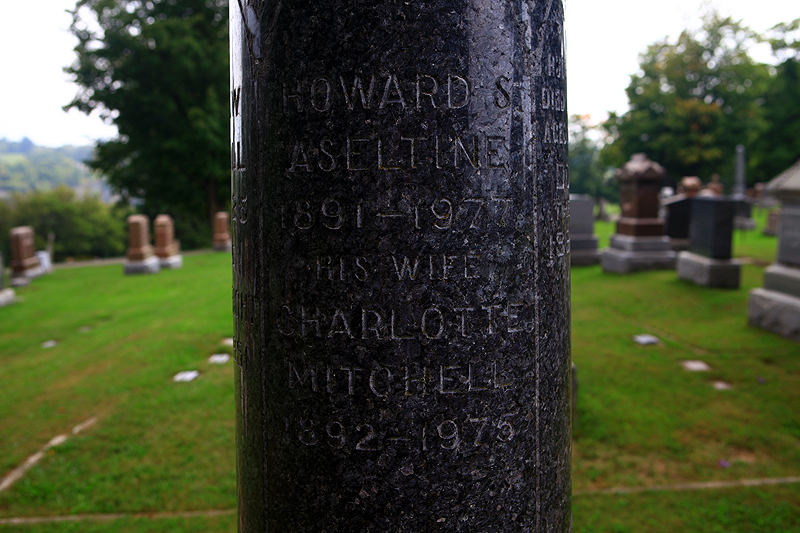 HOWARD S.
ASELTINE
1891-1977
HIS WIFE
CHARLOTTE
MITCHELL
1892-1975